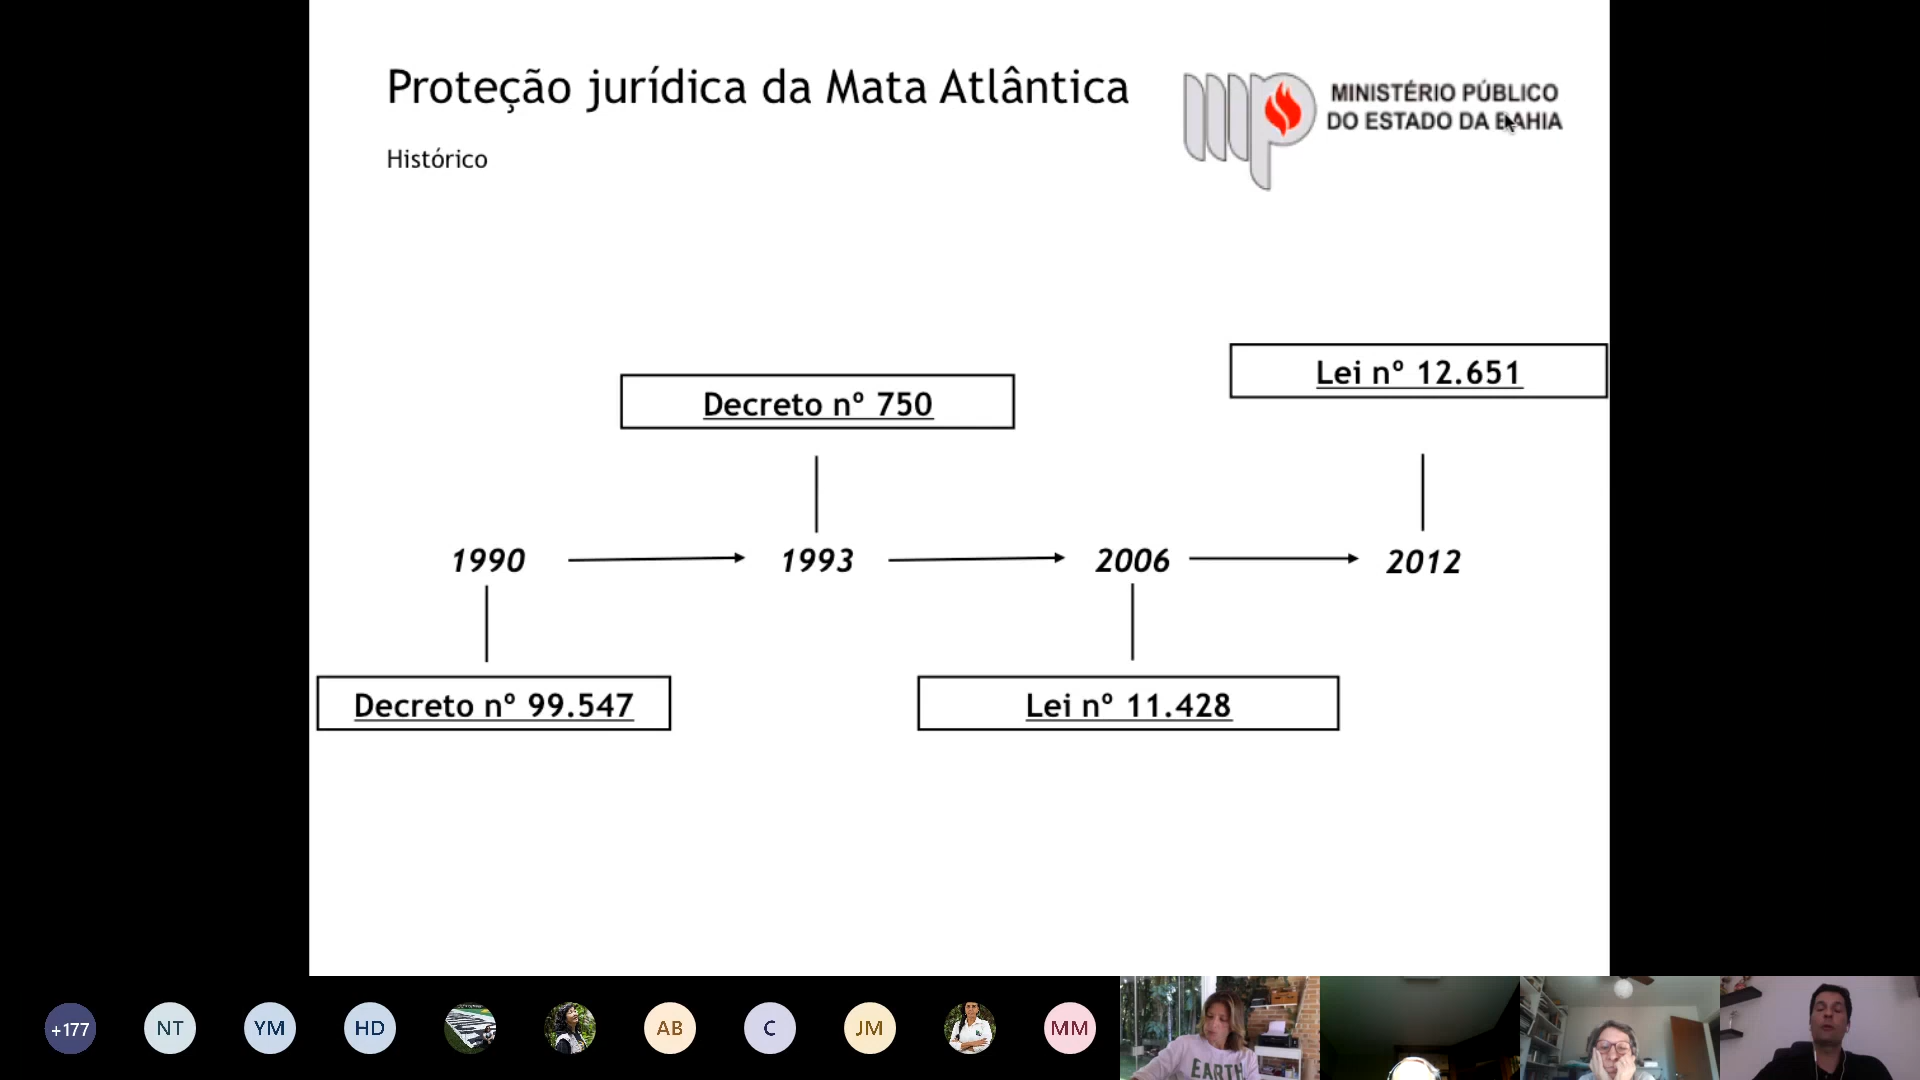 Proteção jurídica da Mata Atlântica
MINISTÉRIO PÚBLICO
DO ESTADO DA BAHIA
Histórico
Lei nº 12.651
Decreto nº 750
1990
1993
2006
2012
Decreto nº 99.547
Lei nº 11.428
+177
NT
YM
HD
AB
C
JM
MM
EARTH